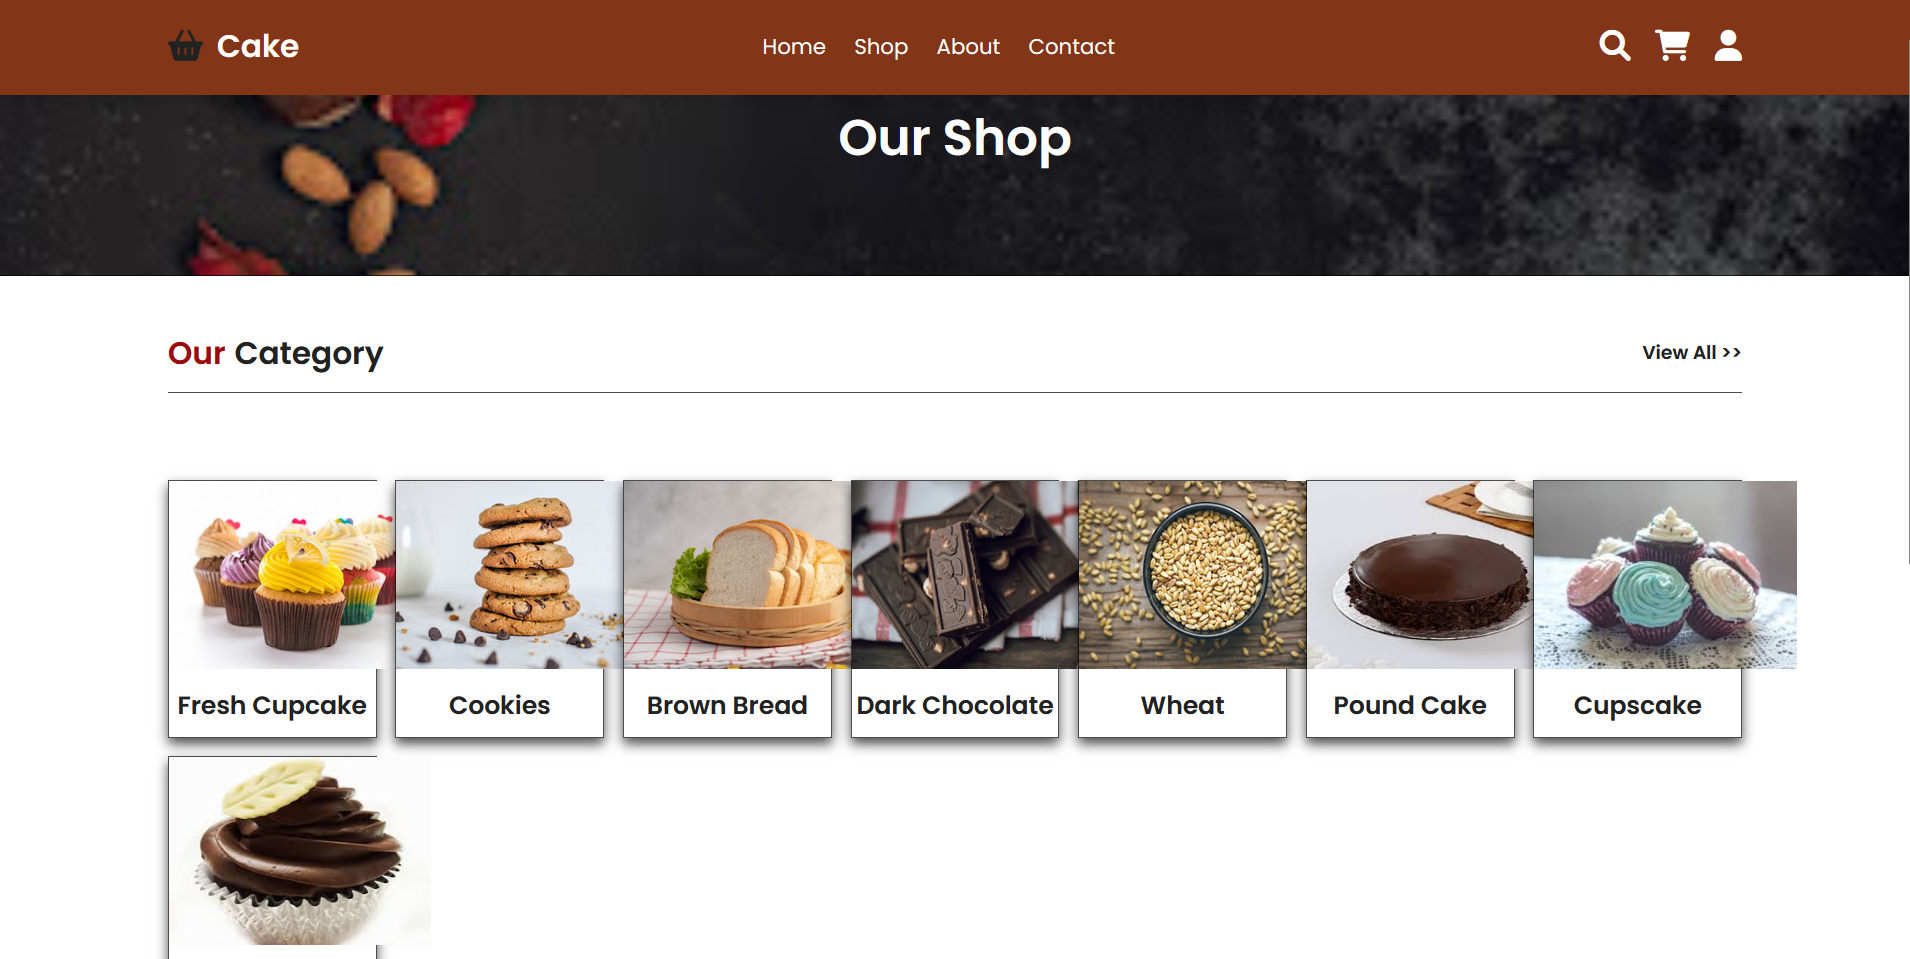 Cake
Home Shop About Contact
Our Shop
Our Category
View All >>
Fresh Cupcake
Cookies
Brown Bread
Dark Chocolate
Wheat
Pound Cake
Cupscake